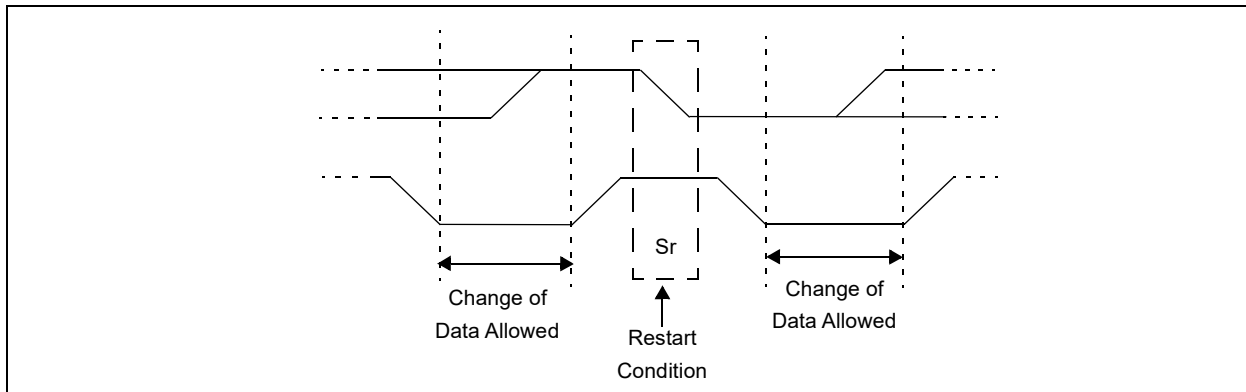 Sr
Change of
Data Allowed
Restart
Condition
Change of
Data Allowed